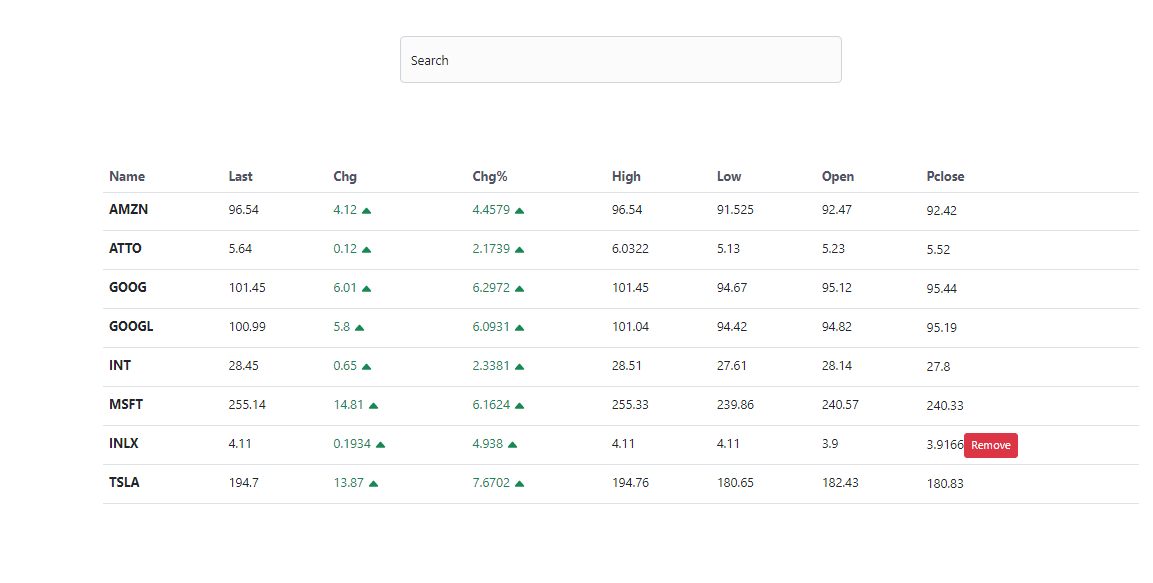 Search
Name Last Chg Chg% High Low Open Pclose
AMZN 96.54 4.12 4.4579 96.54 91.525 92.47 92.42
ATTO 5.64 0.12 2.1739 6.0322 5.13 5.23 5.52
GOOG 101.45 6.01 6.2972 101.45 94.67 95.12 95.44
GOOGL 100.99 5.8 6.0931 101.04 94.42 94.82 95.19
INT 28.45 0.65 2.3381 28.51 27.61 28.14 27.8
MSFT 255.14 14.81 6.1624 255.33 239.86 240.57 240.33
INLX 4.11 0.1934 4.938 4.11 4.11 3.9 3.9166 Remove
TSLA 194.7 13.87 7.6702 194.76 180.65 182.43 180.83